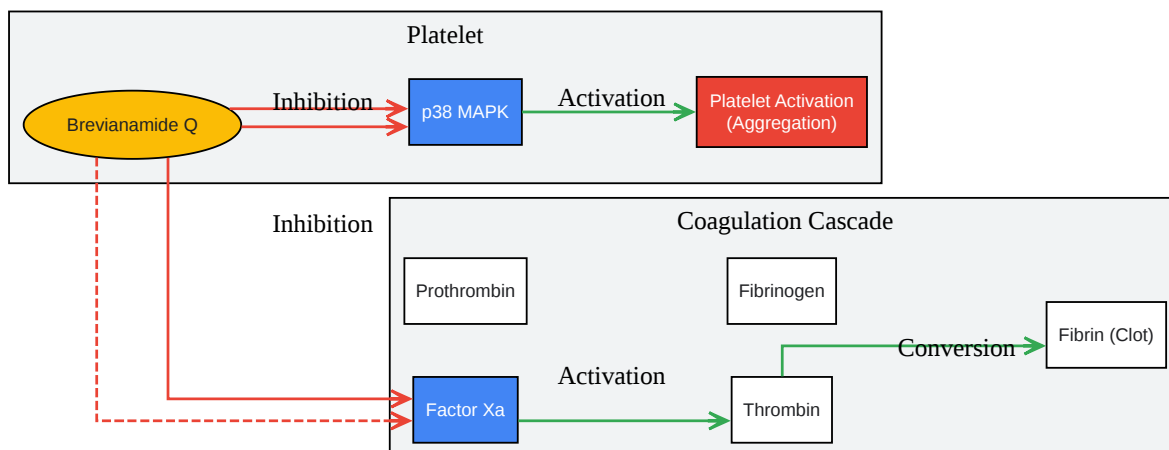 Platelet
Brevianamide Q
Inhibition
p38 MAPK
Activation
Platelet Activation
(Aggregation)
Inhibition
Coagulation Cascade
Prothrombin
Fibrinogen
Fibrin (Clot)
Conversion
Factor Xa
Activation
Thrombin